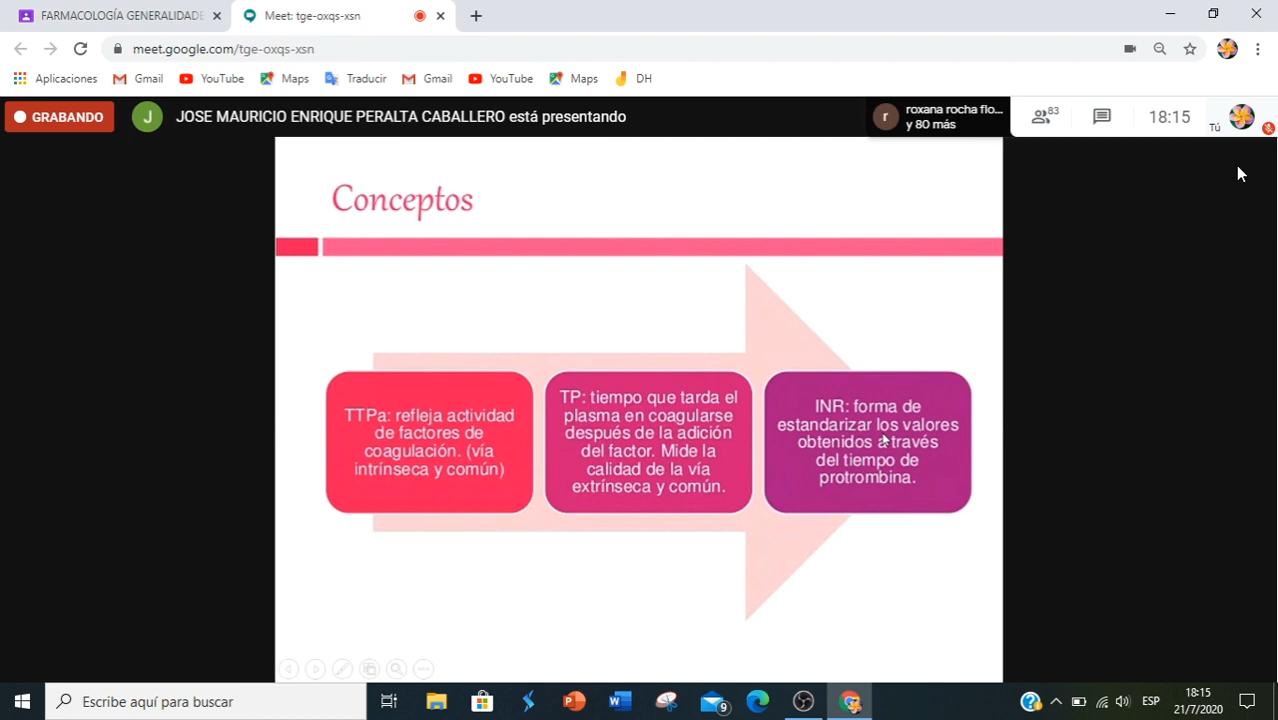 FARMACOLOGÍA GENERALIDADE
Meet: tge-oxqs-xsn
meet.google.com/tge-oxqs-xsn
Aplicaciones
Gmail
YouTube
Maps
Traducir
Gmail
YouTube
Maps
DH
GRABANDO
J
JOSE MAURICIO ENRIQUE PERALTA CABALLERO está presentando
r
roxana rocha flo...
y 80 más
83
18:15
Tú
Conceptos
TTPa: refleja actividad
de factores de
coagulación. (vía
intrínseca y común)
TP: tiempo que tarda el
plasma en coagularse
después de la adición
del factor. Mide la
calidad de la vía
extrínseca y común.
INR: forma de
estandarizar los valores
obtenidos a través
del tiempo de
protrombina.
Escribe aquí para buscar
9
ESP
18:15
21/7/2020